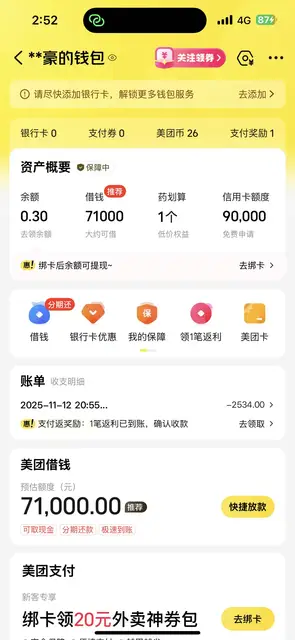 2:52
4G 87
**豪的钱包
关注领券
请尽快添加银行卡，解锁更多钱包服务 去添加
银行卡 0 支付券 0 美团币 26 支付奖励 1
资产概要 保障中
余额 借钱 推荐 药划算 信用卡额度
0.30 71000 1个 90,000
去领余额 大约可借 低价权益 免费申请
惠! 绑卡后余额可提现~ 去绑卡
分期还
保
借钱 银行卡优惠 我的保障 领1笔返利 美团卡
账单 收支明细
2025-11-12 20:55... -2534.00
惠! 支付返奖励：1笔返利已到账，确认收款 去领取
美团借钱
预估额度（元）
71,000.00 推荐 快捷放款
可取现金 分期还款 极速到账
美团支付
新客专享
绑卡领20元外卖神券包 去绑卡